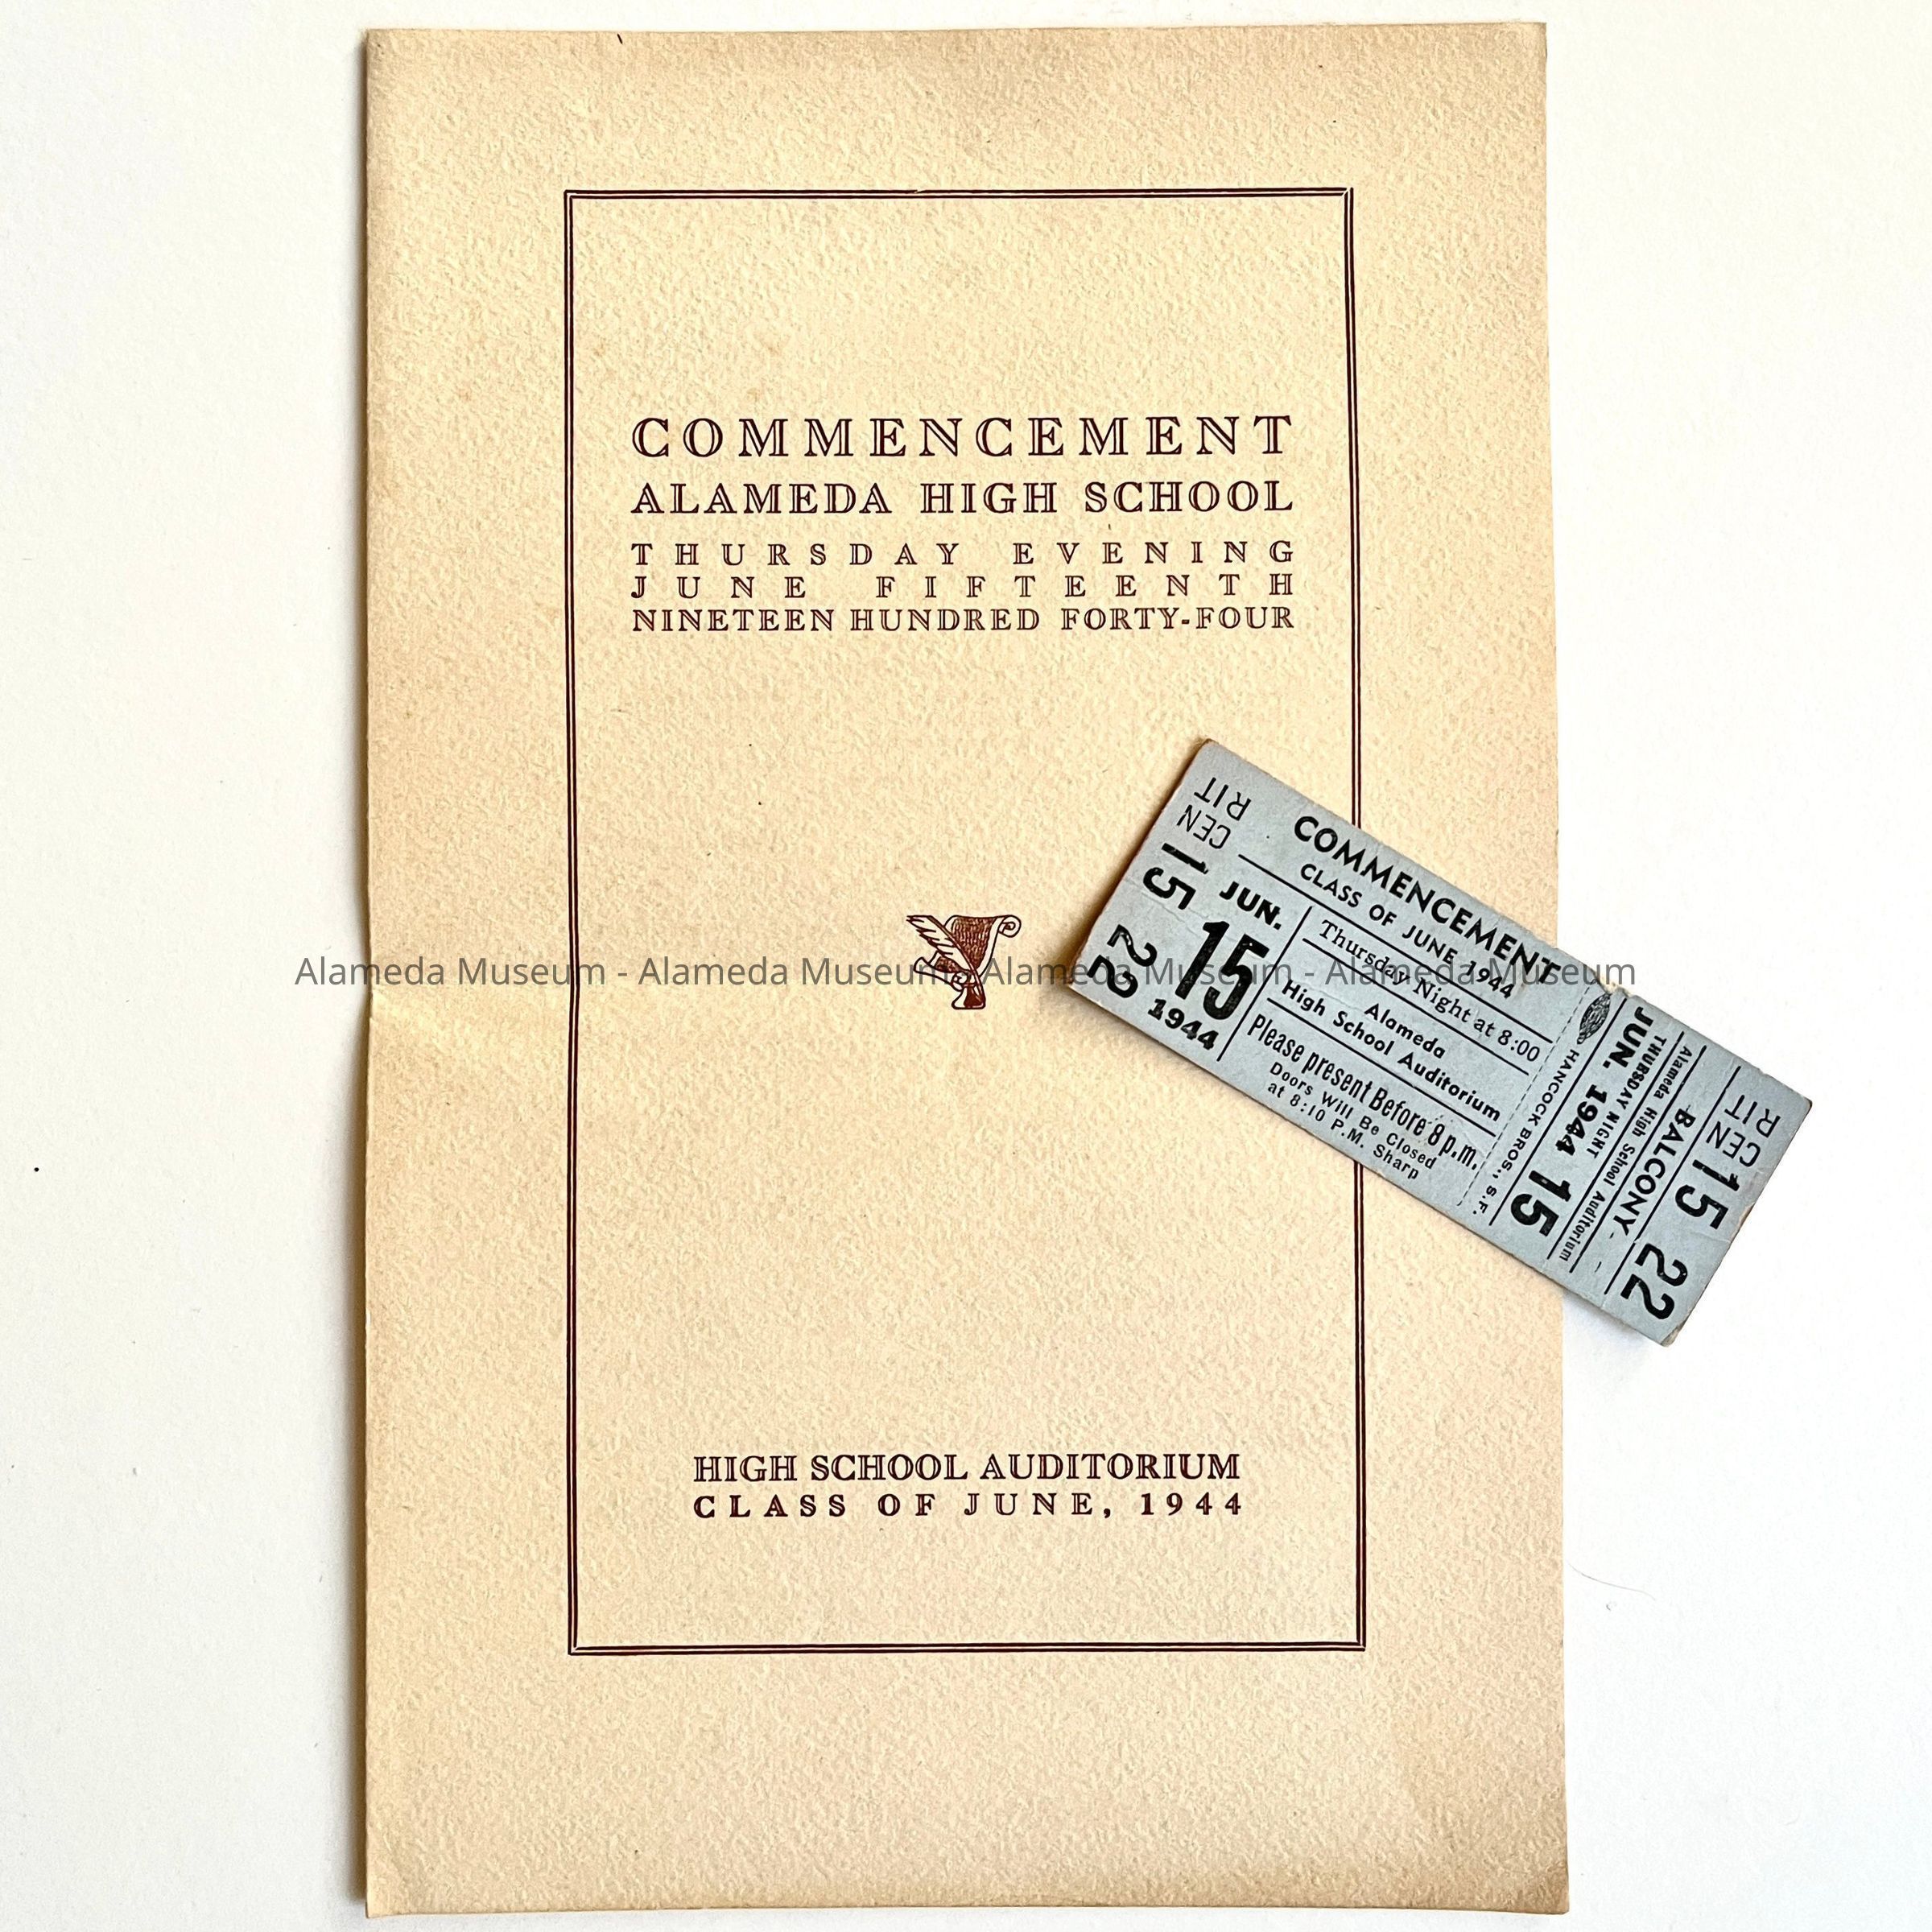 COMMENCEMENT
ALAMEDA HIGH SCHOOL
THURSDAY EVENING
JUNE FIFTEENTH
NINETEEN HUNDRED FORTY-FOUR
Alameda Museum - Alameda Museum - Alameda Museum - Alameda Museum
HIGH SCHOOL AUDITORIUM
CLASS OF JUNE, 1944
RIT
CEN
15
22
JUN.
15
1944
COMMENCEMENT
CLASS OF JUNE 1944
Thursday Night at 8:00
Alameda
High School Auditorium
Please present Before 8 p.m.
Doors Will Be Closed
at 8:10 P.M. Sharp
HANCOCK BROS., S.F.
JUN. 1944 15
THURSDAY NIGHT
Alameda High School Auditorium
BALCONY
RIT
CEN
15
22